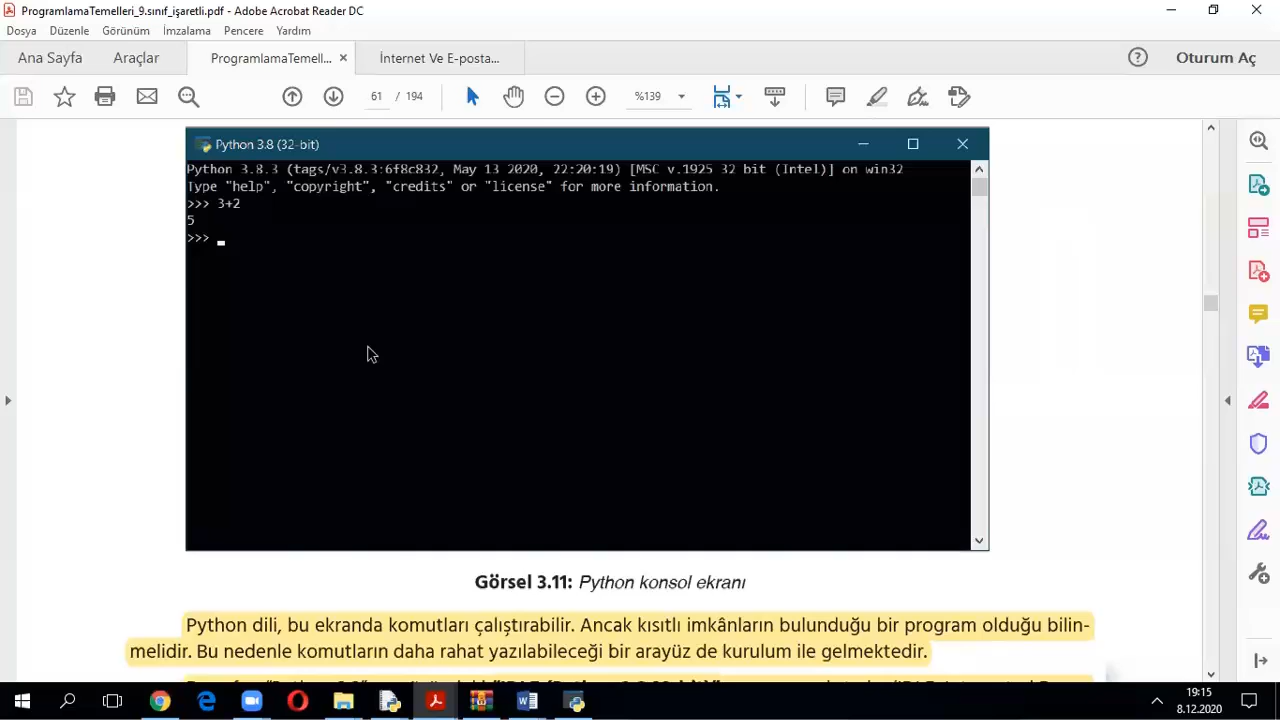 ProgramlamaTemelleri_9.sınıf_işaretli.pdf - Adobe Acrobat Reader DC
Dosya Düzenle Görünüm İmzalama Pencere Yardım
Ana Sayfa Araçlar ProgramlamaTemell... × İnternet Ve E-posta... Oturum Aç
61 / 194 %139
Python 3.8 (32-bit)
Python 3.8.3 (tags/v3.8.3:6f8c832, May 13 2020, 22:20:19) [MSC v.1925 32 bit (Intel)] on win32
Type "help", "copyright", "credits" or "license" for more information.
>>> 3+2
5
>>>
Görsel 3.11: Python konsol ekranı
Python dili, bu ekranda komutları çalıştırabilir. Ancak kısıtlı imkânların bulunduğu bir program olduğu bilin-
melidir. Bu nedenle komutların daha rahat yazılabileceği bir arayüz de kurulum ile gelmektedir.
19:15
8.12.2020